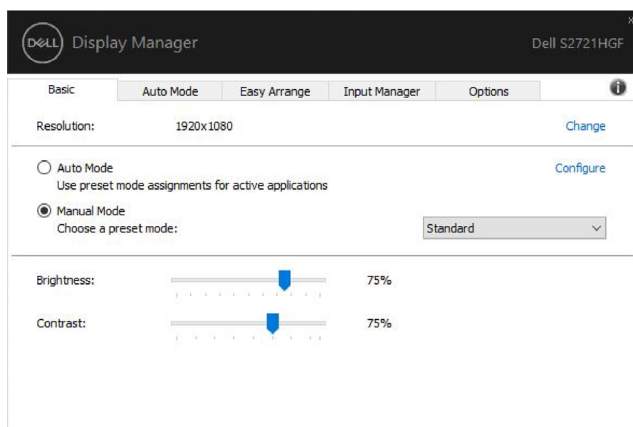 DELL Display Manager Dell S2721HGF
Basic Auto Mode Easy Arrange Input Manager Options
Resolution: 1920x1080 Change
Auto Mode Configure
Use preset mode assignments for active applications
Manual Mode
Choose a preset mode: Standard
Brightness: 75%
Contrast: 75%